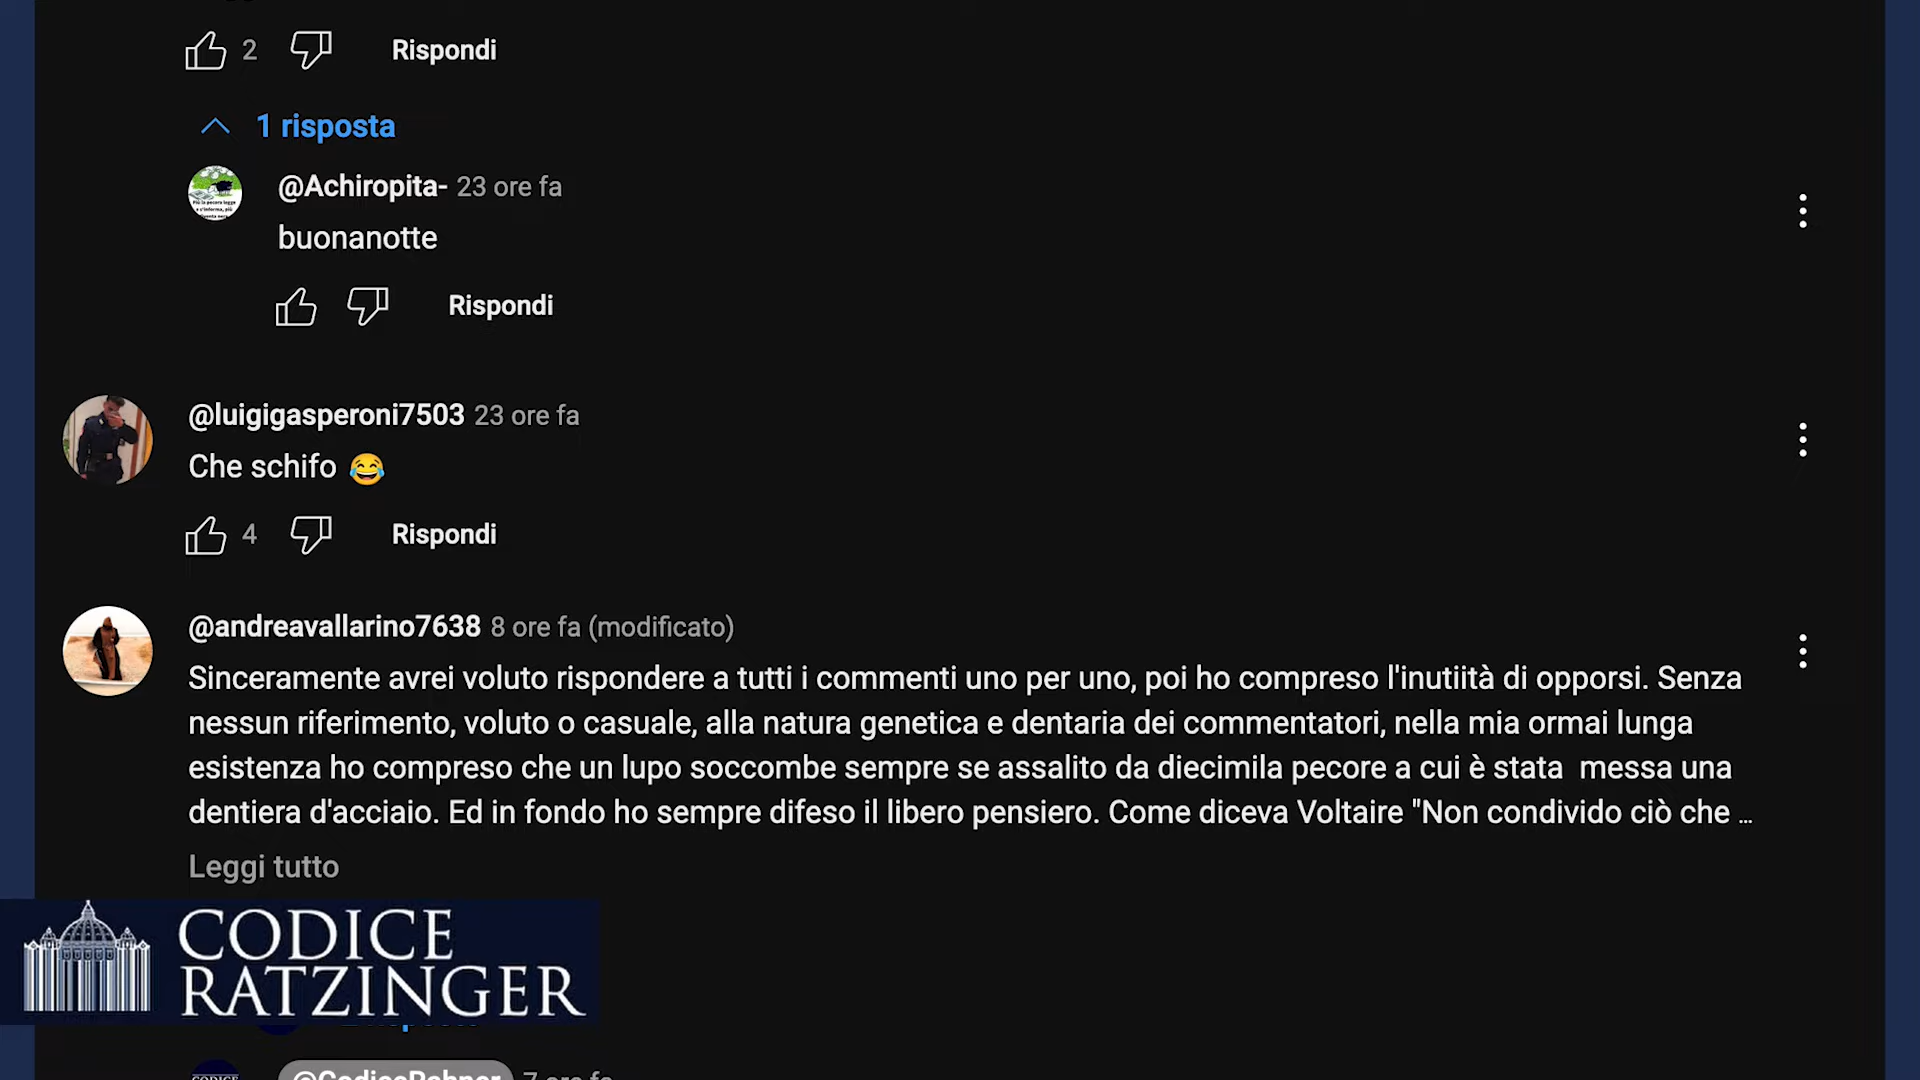 2 Rispondi
1 risposta
@Achiropita- 23 ore fa
buonanotte
Rispondi
@luigigasperoni7503 23 ore fa
Che schifo 😂
4 Rispondi
@andreavallarino7638 8 ore fa (modificato)
Sinceramente avrei voluto rispondere a tutti i commenti uno per uno, poi ho compreso l'inutiità di opporsi. Senza
nessun riferimento, voluto o casuale, alla natura genetica e dentaria dei commentatori, nella mia ormai lunga
esistenza ho compreso che un lupo soccombe sempre se assalito da diecimila pecore a cui è stata messa una
dentiera d'acciaio. Ed in fondo ho sempre difeso il libero pensiero. Come diceva Voltaire "Non condivido ciò che ...
Leggi tutto
CODICE
RATZINGER
@CodiceRahner 7 ore fa